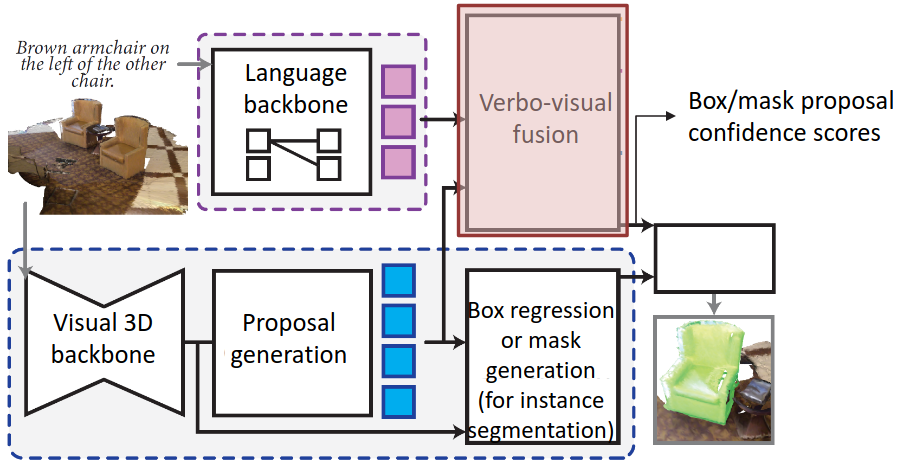 Brown armchair on
the left of the other
chair.
Language
backbone
Verbo-visual
fusion
Box/mask proposal
confidence scores
Visual 3D
backbone
Proposal
generation
Box regression
or mask
generation
(for instance
segmentation)